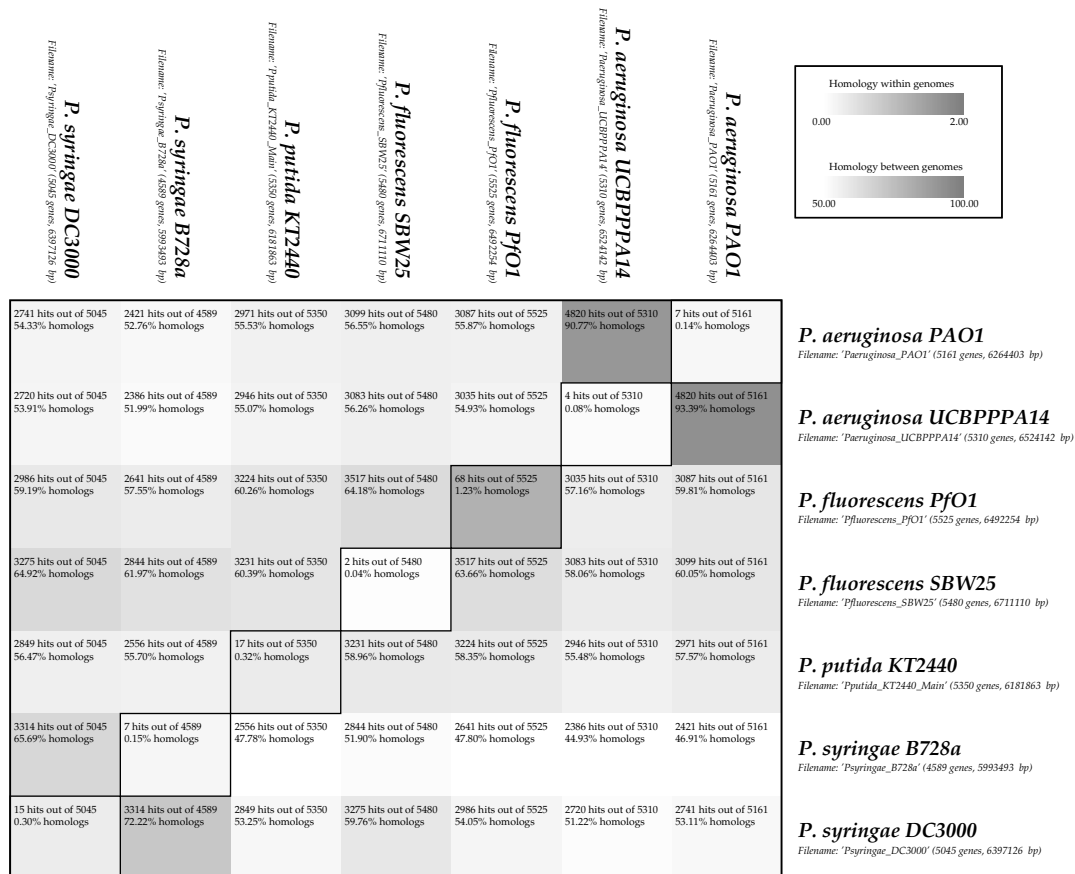 P. syringae DC3000
Filename: 'Psyringae_DC3000' (5045 genes, 6397126 bp)
P. syringae B728a
Filename: 'Psyringae_B728a' (4589 genes, 5993493 bp)
P. putida KT2440
Filename: 'Pputida_KT2440_Main' (5350 genes, 6181863 bp)
P. fluorescens SBW25
Filename: 'Pfluorescens_SBW25' (5480 genes, 6711110 bp)
P. fluorescens PfO1
Filename: 'Pfluorescens_PfO1' (5525 genes, 6492254 bp)
P. aeruginosa UCBPPPA14
Filename: 'Paeruginosa_UCBPPPA14' (5310 genes, 6524142 bp)
P. aeruginosa PAO1
Filename: 'Paeruginosa_PAO1' (5161 genes, 6264403 bp)
Homology within genomes
0.00 2.00
Homology between genomes
50.00 100.00
2741 hits out of 5045 2421 hits out of 4589 2971 hits out of 5350 3099 hits out of 5480 3087 hits out of 5525 4820 hits out of 5310 7 hits out of 5161
54.33% homologs 52.76% homologs 55.53% homologs 56.55% homologs 55.87% homologs 90.77% homologs 0.14% homologs
P. aeruginosa PAO1
Filename: 'Paeruginosa_PAO1' (5161 genes, 6264403 bp)
2720 hits out of 5045 2386 hits out of 4589 2946 hits out of 5350 3083 hits out of 5480 3035 hits out of 5525 4 hits out of 5310 4820 hits out of 5161
53.91% homologs 51.99% homologs 55.07% homologs 56.26% homologs 54.93% homologs 0.08% homologs 93.39% homologs
P. aeruginosa UCBPPPA14
Filename: 'Paeruginosa_UCBPPPA14' (5310 genes, 6524142 bp)
2986 hits out of 5045 2641 hits out of 4589 3224 hits out of 5350 3517 hits out of 5480 68 hits out of 5525 3035 hits out of 5310 3087 hits out of 5161
59.19% homologs 57.55% homologs 60.26% homologs 64.18% homologs 1.23% homologs 57.16% homologs 59.81% homologs
P. fluorescens PfO1
Filename: 'Pfluorescens_PfO1' (5525 genes, 6492254 bp)
3275 hits out of 5045 2844 hits out of 4589 3231 hits out of 5350 2 hits out of 5480 3517 hits out of 5525 3083 hits out of 5310 3099 hits out of 5161
64.92% homologs 61.97% homologs 60.39% homologs 0.04% homologs 63.66% homologs 58.06% homologs 60.05% homologs
P. fluorescens SBW25
Filename: 'Pfluorescens_SBW25' (5480 genes, 6711110 bp)
2849 hits out of 5045 2556 hits out of 4589 17 hits out of 5350 3231 hits out of 5480 3224 hits out of 5525 2946 hits out of 5310 2971 hits out of 5161
56.47% homologs 55.70% homologs 0.32% homologs 58.96% homologs 58.35% homologs 55.48% homologs 57.57% homologs
P. putida KT2440
Filename: 'Pputida_KT2440_Main' (5350 genes, 6181863 bp)
3314 hits out of 5045 7 hits out of 4589 2556 hits out of 5350 2844 hits out of 5480 2641 hits out of 5525 2386 hits out of 5310 2421 hits out of 5161
65.69% homologs 0.15% homologs 47.78% homologs 51.90% homologs 47.80% homologs 44.93% homologs 46.91% homologs
P. syringae B728a
Filename: 'Psyringae_B728a' (4589 genes, 5993493 bp)
15 hits out of 5045 3314 hits out of 4589 2849 hits out of 5350 3275 hits out of 5480 2986 hits out of 5525 2720 hits out of 5310 2741 hits out of 5161
0.30% homologs 72.22% homologs 53.25% homologs 59.76% homologs 54.05% homologs 51.22% homologs 53.11% homologs
P. syringae DC3000
Filename: 'Psyringae_DC3000' (5045 genes, 6397126 bp)